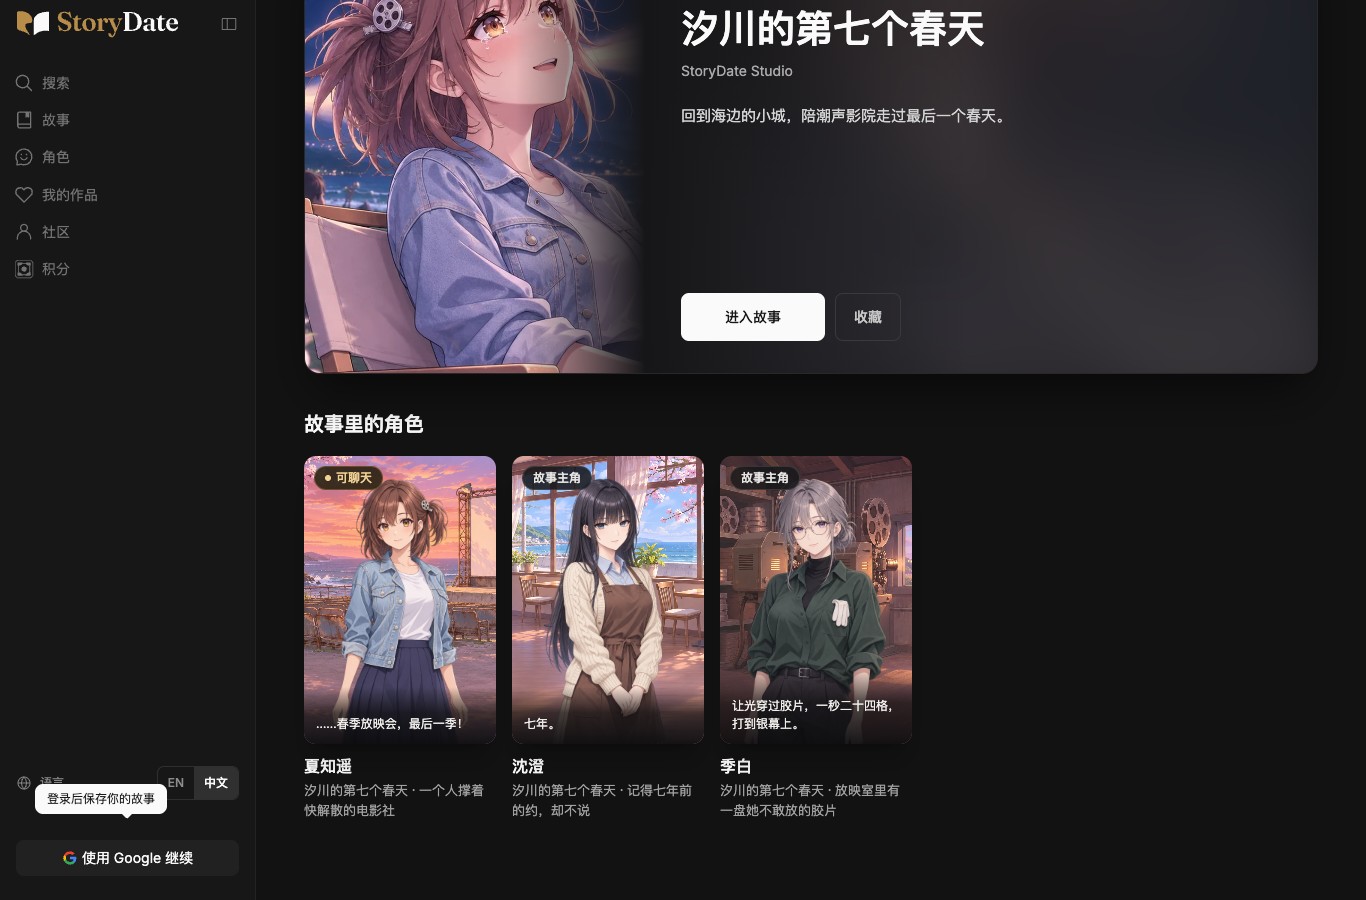 StoryDate
搜索
故事
角色
我的作品
社区
积分
语言
EN
中文
登录后保存你的故事
使用 Google 继续
汐川的第七个春天
StoryDate Studio
回到海边的小城，陪潮声影院走过最后一个春天。
进入故事
收藏
故事里的角色
可聊天
……春季放映会，最后一季！
夏知遥
汐川的第七个春天 · 一个人撑着
快解散的电影社
故事主角
七年。
沈澄
汐川的第七个春天 · 记得七年前
的约，却不说
故事主角
让光穿过胶片，一秒二十四格，
打到银幕上。
季白
汐川的第七个春天 · 放映室里有
一盘她不敢放的胶片